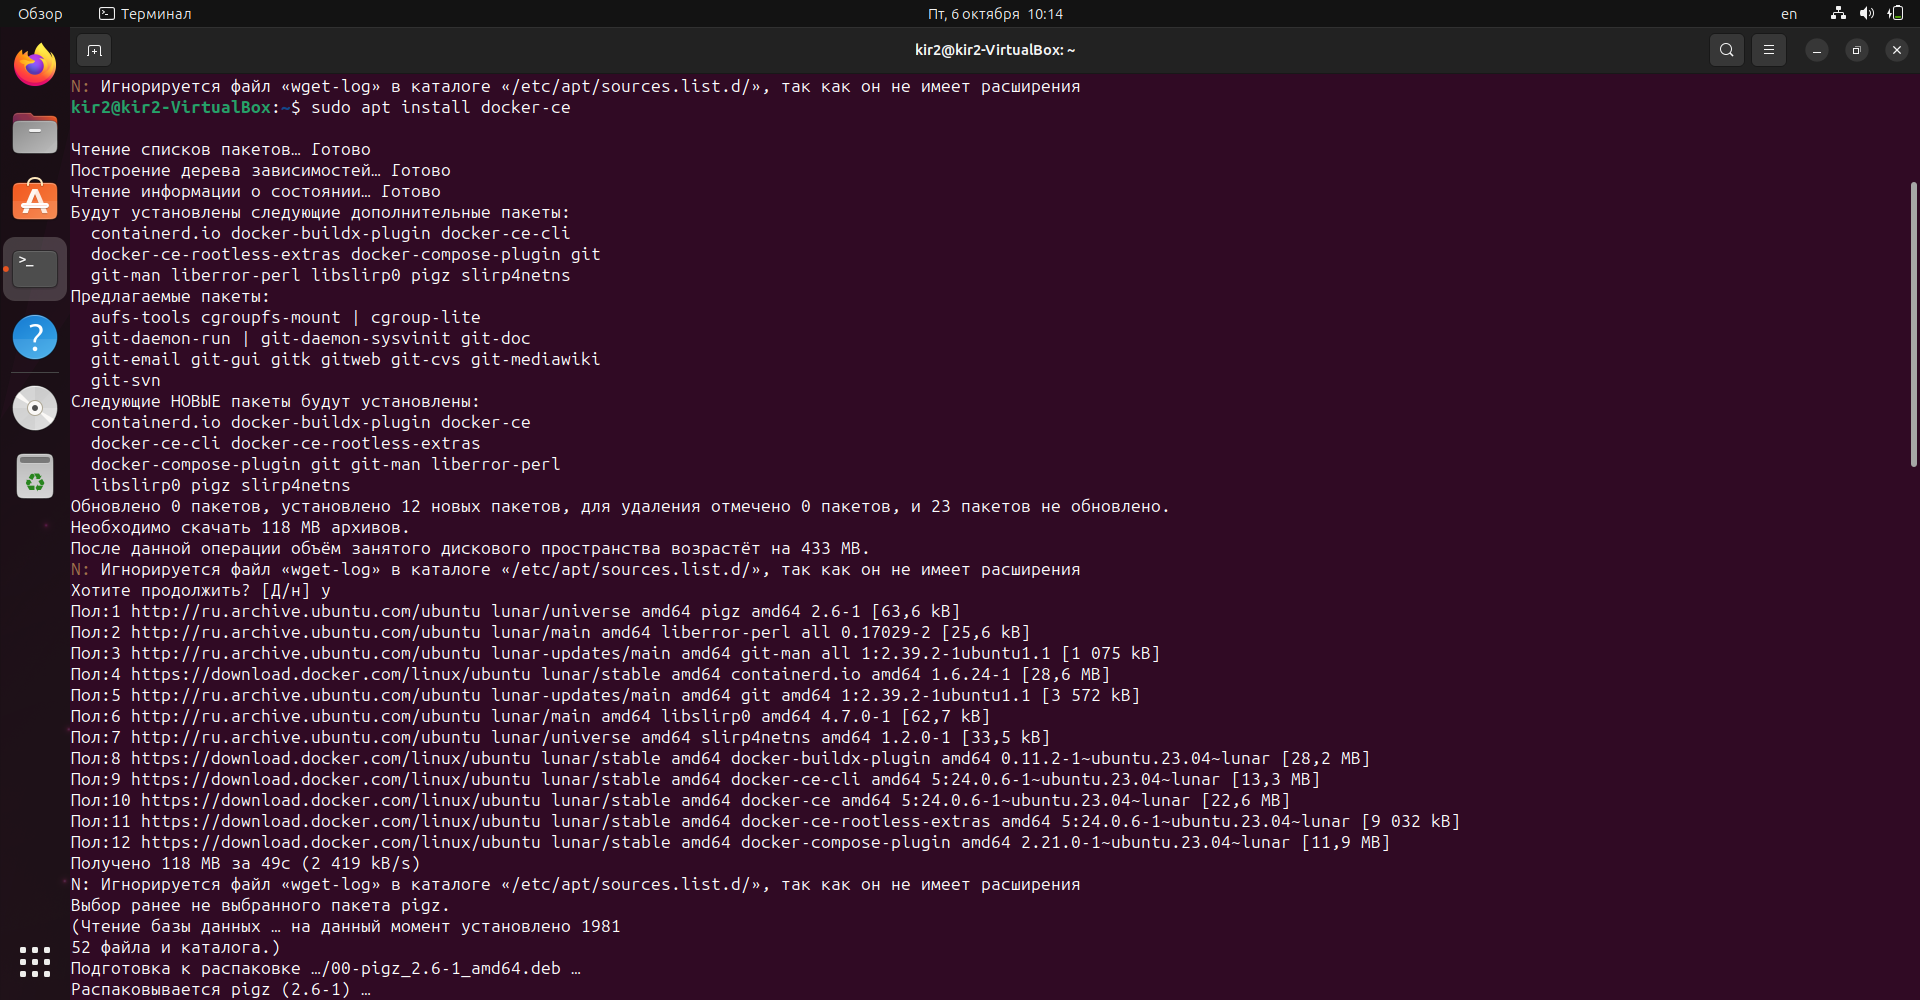 Обзор
Терминал
Пт, 6 октября 10:14
en
kir2@kir2-VirtualBox: ~
N: Игнорируется файл «wget-log» в каталоге «/etc/apt/sources.list.d/», так как он не имеет расширения
kir2@kir2-VirtualBox:~$ sudo apt install docker-ce
Чтение списков пакетов… Готово
Построение дерева зависимостей… Готово
Чтение информации о состоянии… Готово
Будут установлены следующие дополнительные пакеты:
containerd.io docker-buildx-plugin docker-ce-cli
docker-ce-rootless-extras docker-compose-plugin git
git-man liberror-perl libslirp0 pigz slirp4netns
Предлагаемые пакеты:
aufs-tools cgroupfs-mount | cgroup-lite
git-daemon-run | git-daemon-sysvinit git-doc
git-email git-gui gitk gitweb git-cvs git-mediawiki
git-svn
Следующие НОВЫЕ пакеты будут установлены:
containerd.io docker-buildx-plugin docker-ce
docker-ce-cli docker-ce-rootless-extras
docker-compose-plugin git git-man liberror-perl
libslirp0 pigz slirp4netns
Обновлено 0 пакетов, установлено 12 новых пакетов, для удаления отмечено 0 пакетов, и 23 пакетов не обновлено.
Необходимо скачать 118 MB архивов.
После данной операции объём занятого дискового пространства возрастёт на 433 MB.
N: Игнорируется файл «wget-log» в каталоге «/etc/apt/sources.list.d/», так как он не имеет расширения
Хотите продолжить? [Д/н] y
Пол:1 http://ru.archive.ubuntu.com/ubuntu lunar/universe amd64 pigz amd64 2.6-1 [63,6 kB]
Пол:2 http://ru.archive.ubuntu.com/ubuntu lunar/main amd64 liberror-perl all 0.17029-2 [25,6 kB]
Пол:3 http://ru.archive.ubuntu.com/ubuntu lunar-updates/main amd64 git-man all 1:2.39.2-1ubuntu1.1 [1 075 kB]
Пол:4 https://download.docker.com/linux/ubuntu lunar/stable amd64 containerd.io amd64 1.6.24-1 [28,6 MB]
Пол:5 http://ru.archive.ubuntu.com/ubuntu lunar-updates/main amd64 git amd64 1:2.39.2-1ubuntu1.1 [3 572 kB]
Пол:6 http://ru.archive.ubuntu.com/ubuntu lunar/main amd64 libslirp0 amd64 4.7.0-1 [62,7 kB]
Пол:7 http://ru.archive.ubuntu.com/ubuntu lunar/universe amd64 slirp4netns amd64 1.2.0-1 [33,5 kB]
Пол:8 https://download.docker.com/linux/ubuntu lunar/stable amd64 docker-buildx-plugin amd64 0.11.2-1~ubuntu.23.04~lunar [28,2 MB]
Пол:9 https://download.docker.com/linux/ubuntu lunar/stable amd64 docker-ce-cli amd64 5:24.0.6-1~ubuntu.23.04~lunar [13,3 MB]
Пол:10 https://download.docker.com/linux/ubuntu lunar/stable amd64 docker-ce amd64 5:24.0.6-1~ubuntu.23.04~lunar [22,6 MB]
Пол:11 https://download.docker.com/linux/ubuntu lunar/stable amd64 docker-ce-rootless-extras amd64 5:24.0.6-1~ubuntu.23.04~lunar [9 032 kB]
Пол:12 https://download.docker.com/linux/ubuntu lunar/stable amd64 docker-compose-plugin amd64 2.21.0-1~ubuntu.23.04~lunar [11,9 MB]
Получено 118 MB за 49с (2 419 kB/s)
N: Игнорируется файл «wget-log» в каталоге «/etc/apt/sources.list.d/», так как он не имеет расширения
Выбор ранее не выбранного пакета pigz.
(Чтение базы данных … на данный момент установлено 1981
52 файла и каталога.)
Подготовка к распаковке …/00-pigz_2.6-1_amd64.deb …
Распаковывается pigz (2.6-1) …